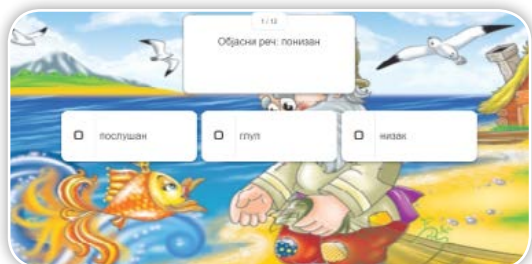 1/13
Објасни реч: понизан
послушан
глуп
низак